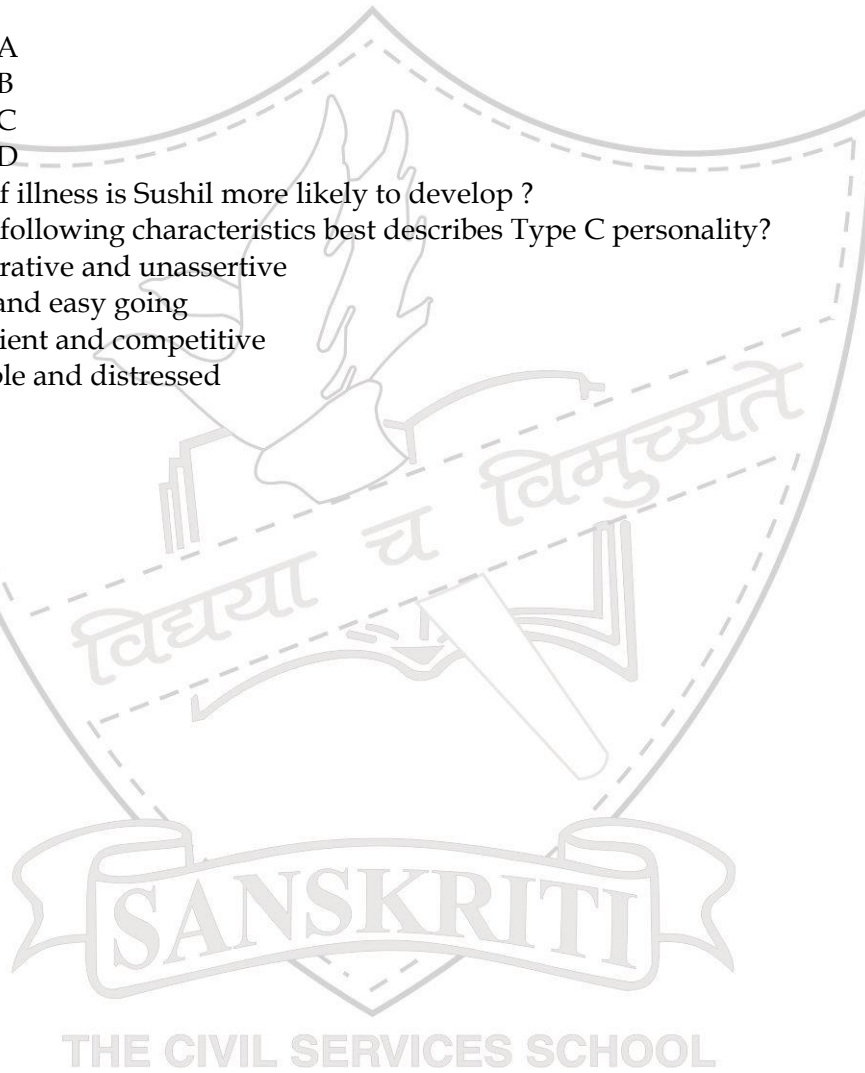 A
B
C
D
f illness is Sushil more likely to develop ?
following characteristics best describes Type C personality?
rative and unassertive
and easy going
ient and competitive
le and distressed
विद्यया च विमुच्यते
SANSKRITI
THE CIVIL SERVICES SCHOOL